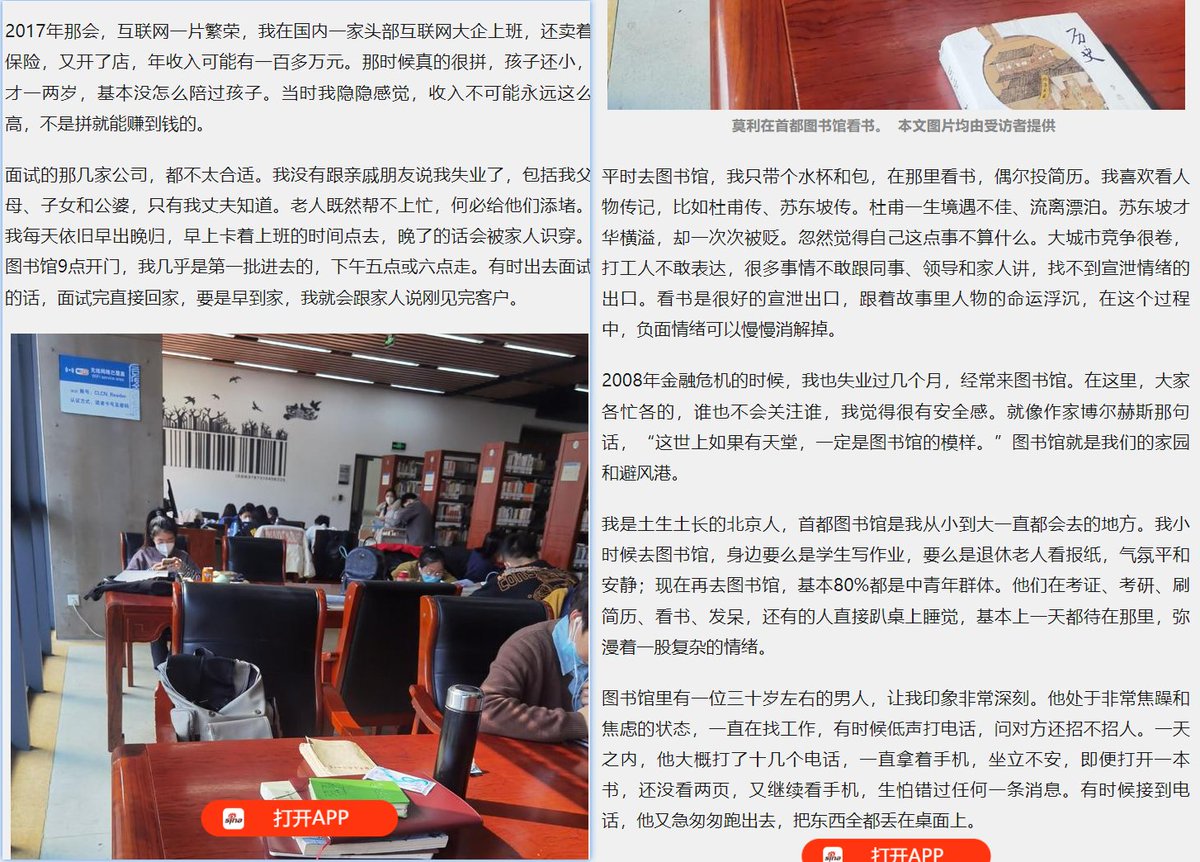 2017年那会，互联网一片繁荣，我在国内一家头部互联网大企上班，还卖着
保险，又开了店，年收入可能有一百多万元。那时候真的很拼，孩子还小，
才一两岁，基本没怎么陪过孩子。当时我隐隐感觉，收入不可能永远这么
高，不是拼就能赚到钱的。
面试的那几家公司，都不太合适。我没有跟亲戚朋友说我失业了，包括我父
母、子女和公婆，只有我丈夫知道。老人既然帮不上忙，何必给他们添堵。
我每天依旧早出晚归，早上卡着上班的时间点去，晚了的话会被家人识穿。
图书馆9点开门，我几乎是第一批进去的，下午五点或六点走。有时出去面试
的话，面试完直接回家，要是早到家，我就会跟家人说刚见完客户。
无线网络已覆盖
WiFi service area
账号：CLCN_Reader
认证方式：读者卡号及密码
sina
打开APP
历史
莫利在首都图书馆看书。 本文图片均由受访者提供
平时去图书馆，我只带个水杯和包，在那里看书，偶尔投简历。我喜欢看人
物传记，比如杜甫传、苏东坡传。杜甫一生境遇不佳、流离漂泊。苏东坡才
华横溢，却一次次被贬。忽然觉得自己这点事不算什么。大城市竞争很卷，
打工人不敢表达，很多事情不敢跟同事、领导和家人讲，找不到宣泄情绪的
出口。看书是很好的宣泄出口，跟着故事里人物的命运浮沉，在这个过程
中，负面情绪可以慢慢消解掉。
2008年金融危机的时候，我也失业过几个月，经常来图书馆。在这里，大家
各忙各的，谁也不会关注谁，我觉得很有安全感。就像作家博尔赫斯那句
话，“这世上如果有天堂，一定是图书馆的模样。”图书馆就是我们的家园
和避风港。
我是土生土长的北京人，首都图书馆是我从小到大一直都会去的地方。我小
时候去图书馆，身边要么是学生写作业，要么是退休老人看报纸，气氛平和
安静；现在再去图书馆，基本80%都是中青年群体。他们在考证、考研、刷
简历、看书、发呆，还有的人直接趴桌上睡觉，基本上一天都待在那里，弥
漫着一股复杂的情绪。
图书馆里有一位三十岁左右的男人，让我印象非常深刻。他处于非常焦躁和
焦虑的状态，一直在找工作，有时候低声打电话，问对方还招不招人。一天
之内，他大概打了十几个电话，一直拿着手机，坐立不安，即便打开一本
书，还没看两页，又继续看手机，生怕错过任何一条消息。有时候接到电
话，他又急匆匆跑出去，把东西全都丢在桌面上。
sina
打开APP